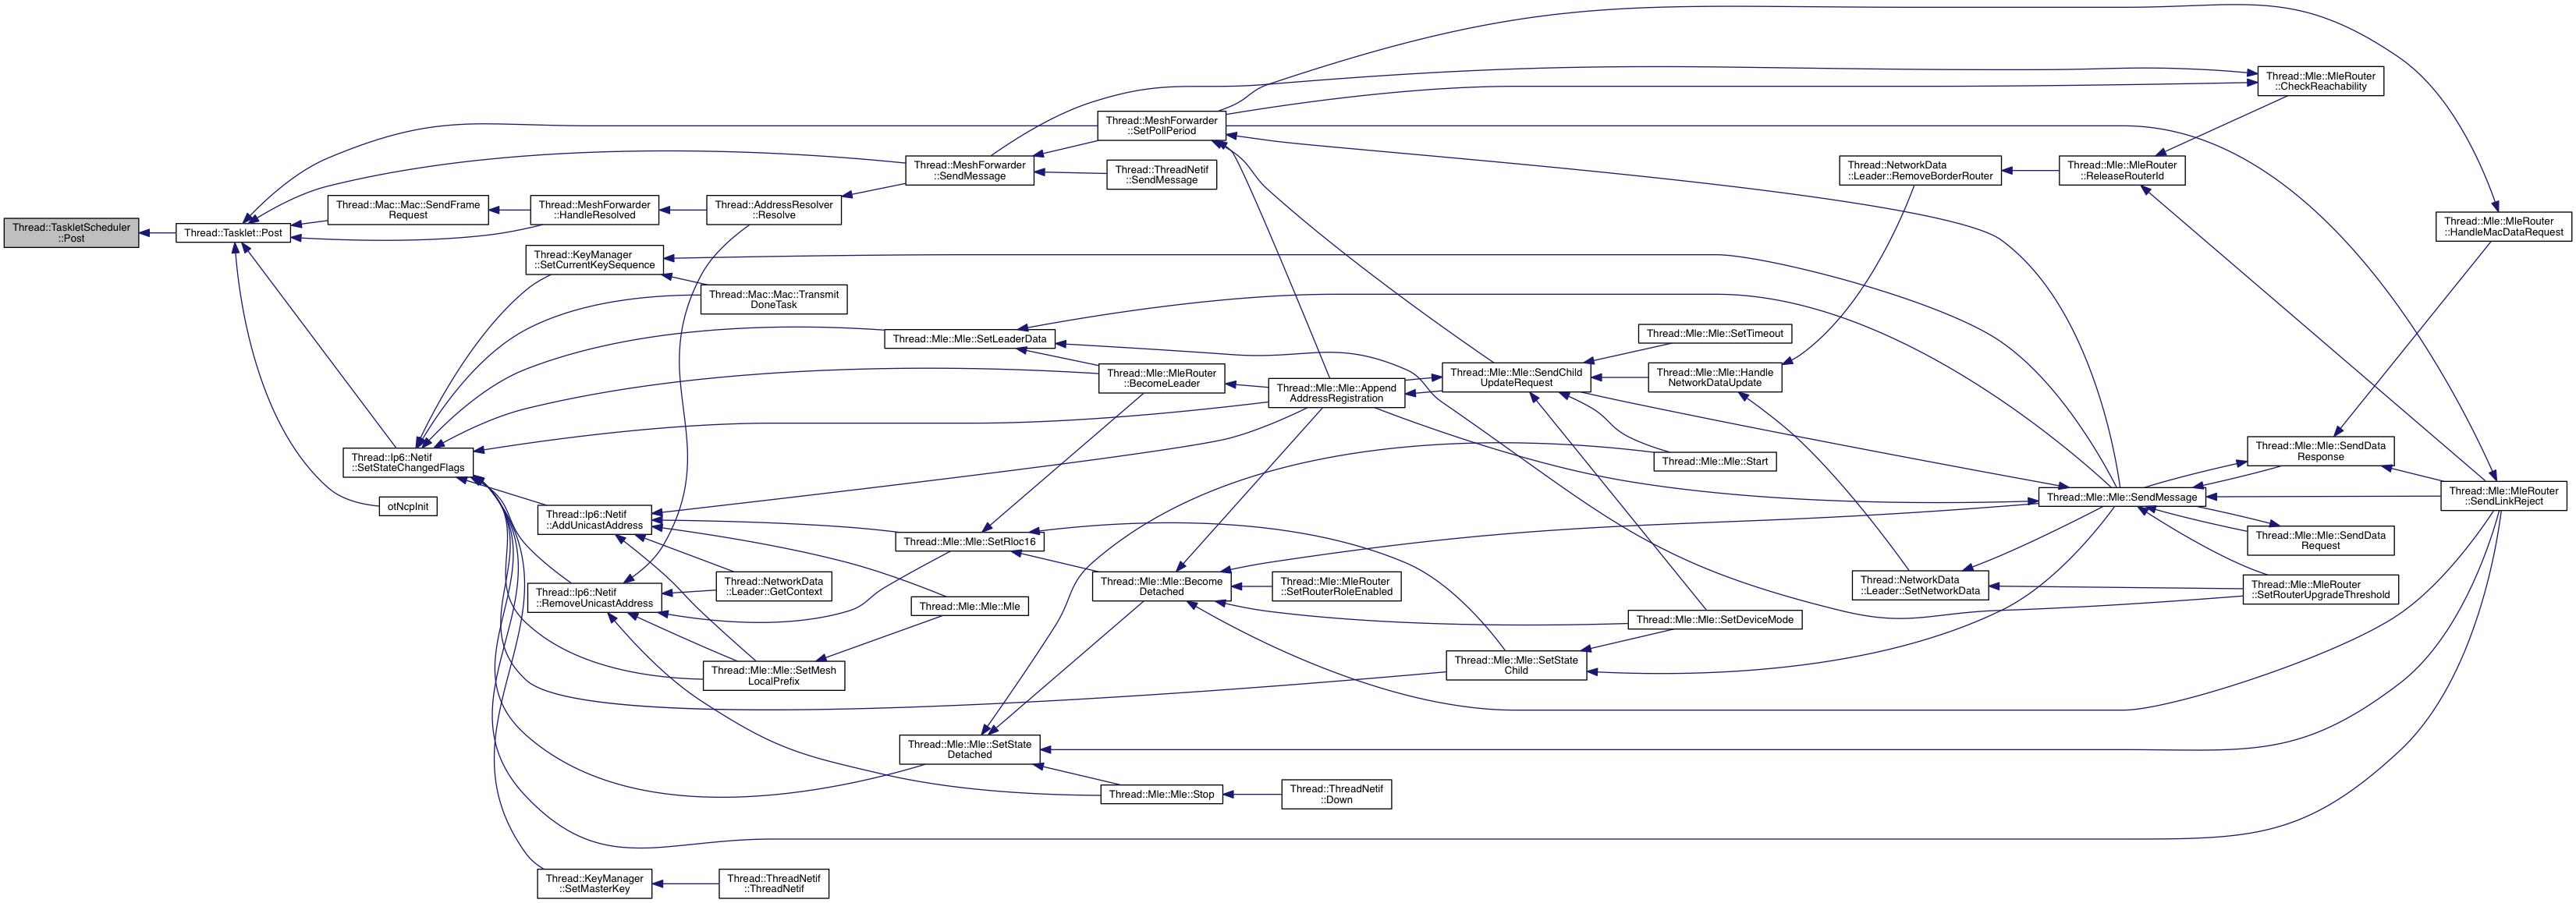 Thread::TaskletScheduler
::Post
Thread::Tasklet::Post
Thread::Mac::Mac::SendFrame
Request
Thread::MeshForwarder
::HandleResolved
Thread::AddressResolver
::Resolve
Thread::MeshForwarder
::SendMessage
Thread::MeshForwarder
::SetPollPeriod
Thread::ThreadNetif
::SendMessage
Thread::KeyManager
::SetCurrentKeySequence
Thread::Mac::Mac::Transmit
DoneTask
Thread::Mle::Mle::SetLeaderData
Thread::Mle::MleRouter
::BecomeLeader
Thread::Mle::Mle::Append
AddressRegistration
Thread::Mle::Mle::SendChild
UpdateRequest
Thread::Mle::Mle::SetTimeout
Thread::Mle::Mle::Handle
NetworkDataUpdate
Thread::Mle::Mle::Start
Thread::NetworkData
::Leader::RemoveBorderRouter
Thread::Mle::MleRouter
::ReleaseRouterId
Thread::Mle::MleRouter
::CheckReachability
Thread::Mle::MleRouter
::HandleMacDataRequest
Thread::Mle::Mle::SendData
Response
Thread::Mle::Mle::SendMessage
Thread::Mle::MleRouter
::SendLinkReject
Thread::Mle::Mle::SendData
Request
Thread::Mle::MleRouter
::SetRouterUpgradeThreshold
Thread::NetworkData
::Leader::SetNetworkData
Thread::Ip6::Netif
::SetStateChangedFlags
otNcpInit
Thread::Ip6::Netif
::AddUnicastAddress
Thread::Ip6::Netif
::RemoveUnicastAddress
Thread::NetworkData
::Leader::GetContext
Thread::Mle::Mle::SetMesh
LocalPrefix
Thread::Mle::Mle::SetRloc16
Thread::Mle::Mle::Mle
Thread::Mle::Mle::Become
Detached
Thread::Mle::MleRouter
::SetRouterRoleEnabled
Thread::Mle::Mle::SetDeviceMode
Thread::Mle::Mle::SetState
Child
Thread::Mle::Mle::SetState
Detached
Thread::Mle::Mle::Stop
Thread::ThreadNetif
::Down
Thread::KeyManager
::SetMasterKey
Thread::ThreadNetif
::ThreadNetif